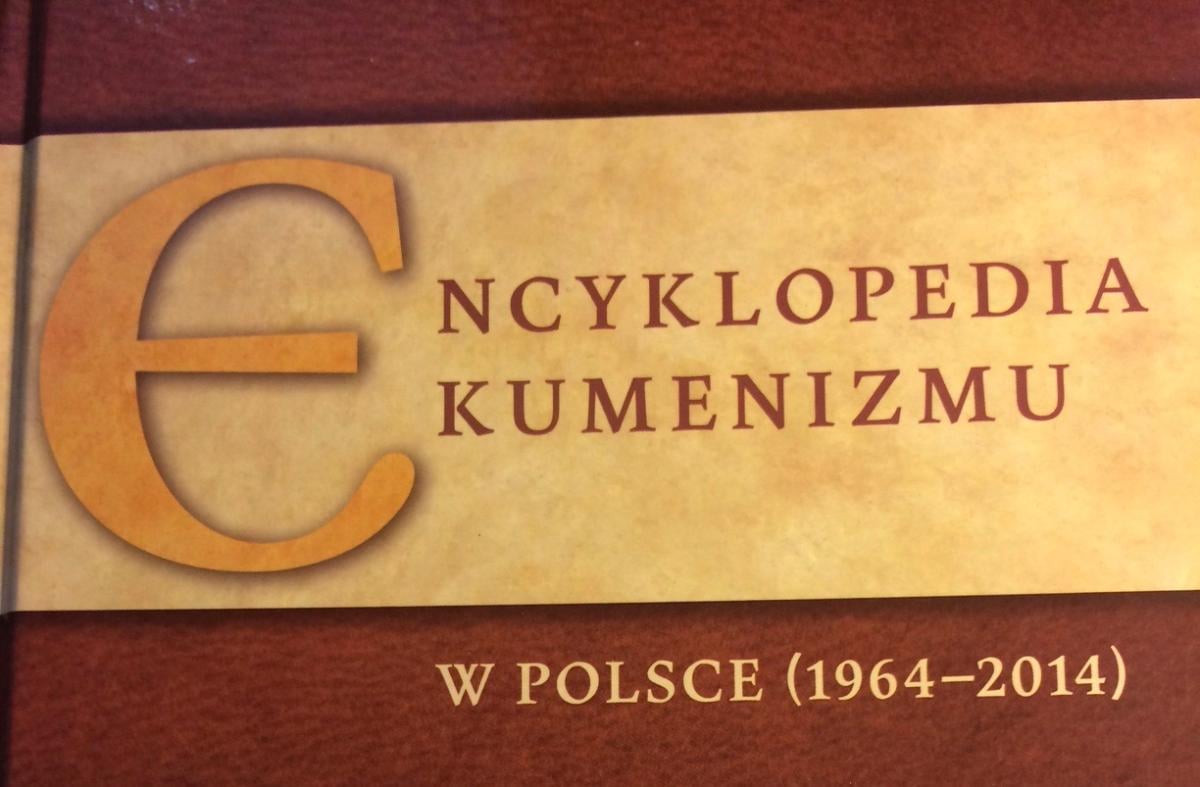 ENCYKLOPEDIA
EKUMENIZMU
W POLSCE (1964–2014)